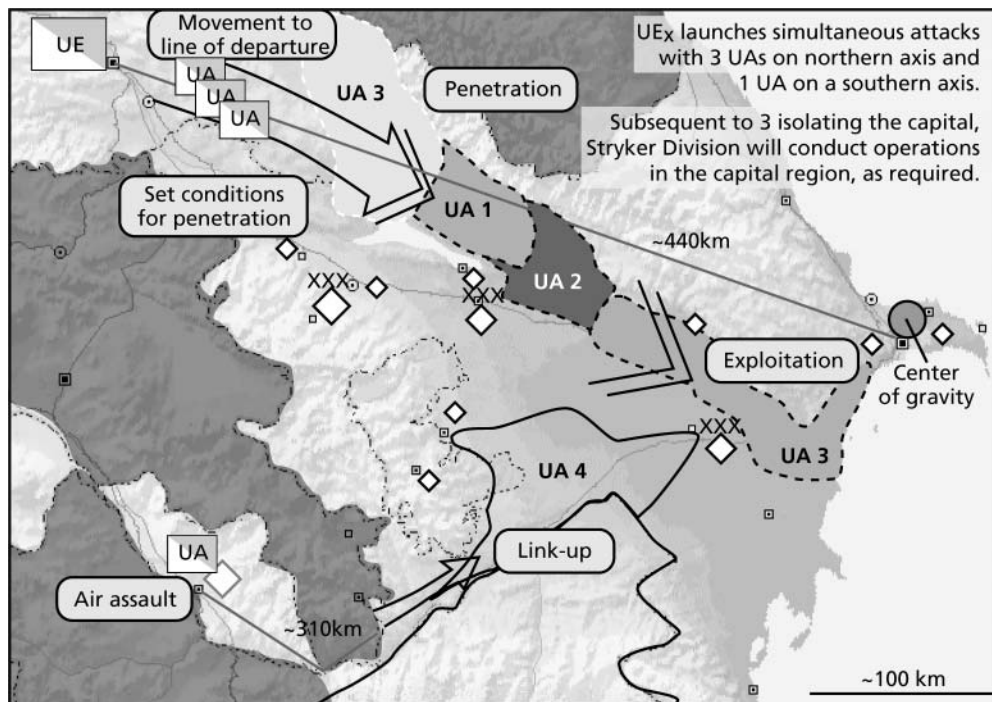 UE
Movement to
line of departure
UEx launches simultaneous attacks
with 3 UAs on northern axis and
1 UA on a southern axis.
UA
UA
UA
UA 3
Penetration
Subsequent to 3 isolating the capital,
Stryker Division will conduct operations
in the capital region, as required.
Set conditions
for penetration
UA 1
~440km
XXX
UA 2
XXX
Exploitation
Center
of gravity
XXX
UA 4
UA 3
UA
Link-up
Air assault
~310km
~100 km